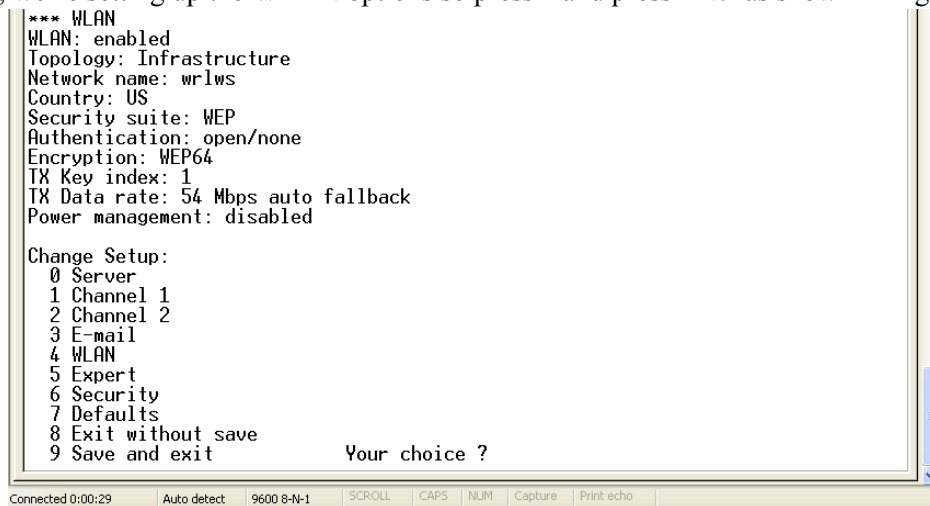 *** WLAN
WLAN: enabled
Topology: Infrastructure
Network name: wrlws
Country: US
Security suite: WEP
Authentication: open/none
Encryption: WEP64
TX Key index: 1
TX Data rate: 54 Mbps auto fallback
Power management: disabled
Change Setup:
0 Server
1 Channel 1
2 Channel 2
3 E-mail
4 WLAN
5 Expert
6 Security
7 Defaults
8 Exit without save
9 Save and exit Your choice ?
Connected 0:00:29 Auto detect 9600 8-N-1 SCROLL CAPS NUM Capture Print echo